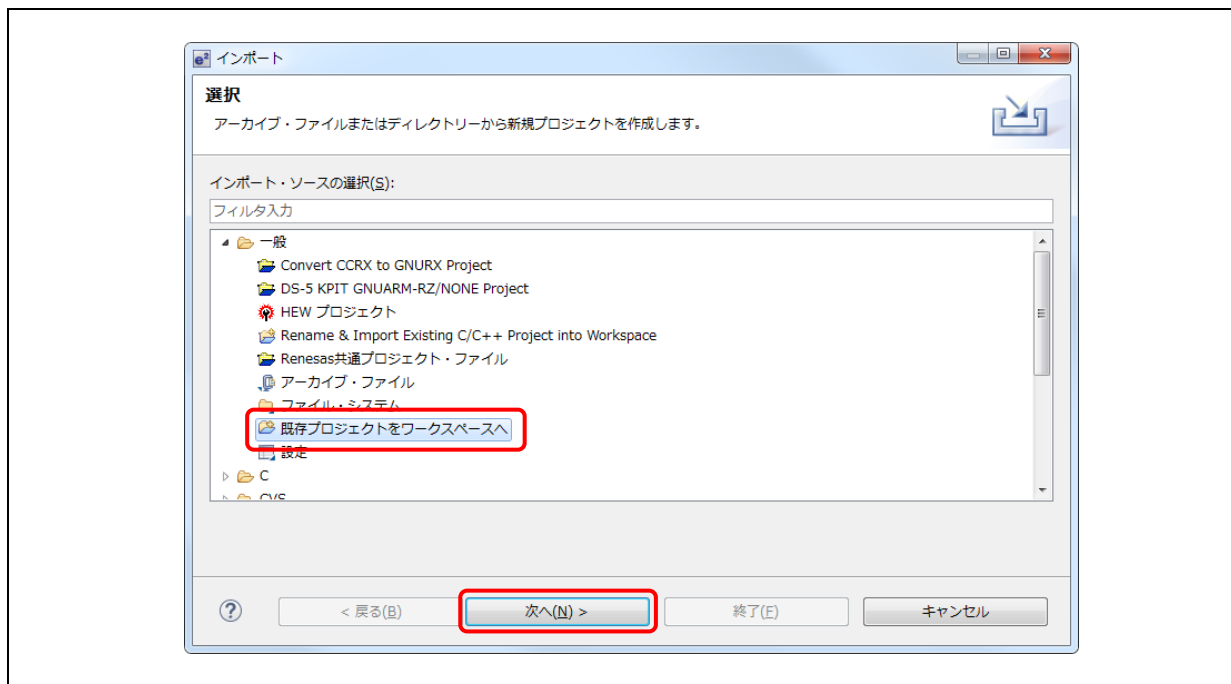 e² インポート
選択
アーカイブ・ファイルまたはディレクトリーから新規プロジェクトを作成します。
インポート・ソースの選択(S):
フィルタ入力
一般
Convert CCRX to GNURX Project
DS-5 KPIT GNUARM-RZ/NONE Project
HEW プロジェクト
Rename & Import Existing C/C++ Project into Workspace
Renesas共通プロジェクト・ファイル
アーカイブ・ファイル
ファイル・システム
既存プロジェクトをワークスペースへ
設定
C
CVS
< 戻る(B) 次へ(N) > 終了(F) キャンセル